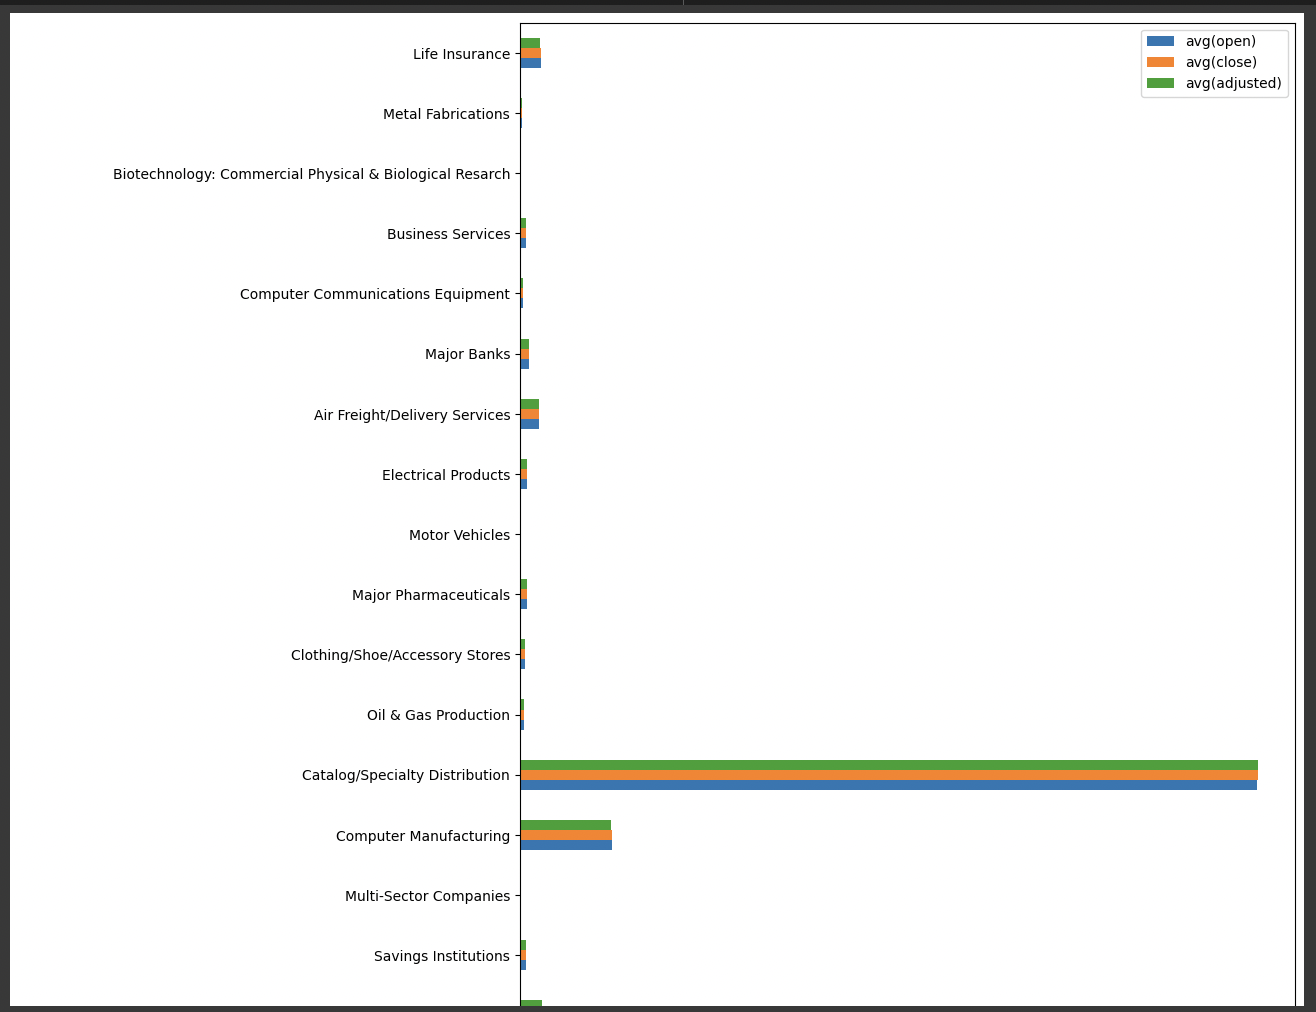 Life Insurance
avg(open)
avg(close)
avg(adjusted)
Metal Fabrications
Biotechnology: Commercial Physical & Biological Resarch
Business Services
Computer Communications Equipment
Major Banks
Air Freight/Delivery Services
Electrical Products
Motor Vehicles
Major Pharmaceuticals
Clothing/Shoe/Accessory Stores
Oil & Gas Production
Catalog/Specialty Distribution
Computer Manufacturing
Multi-Sector Companies
Savings Institutions